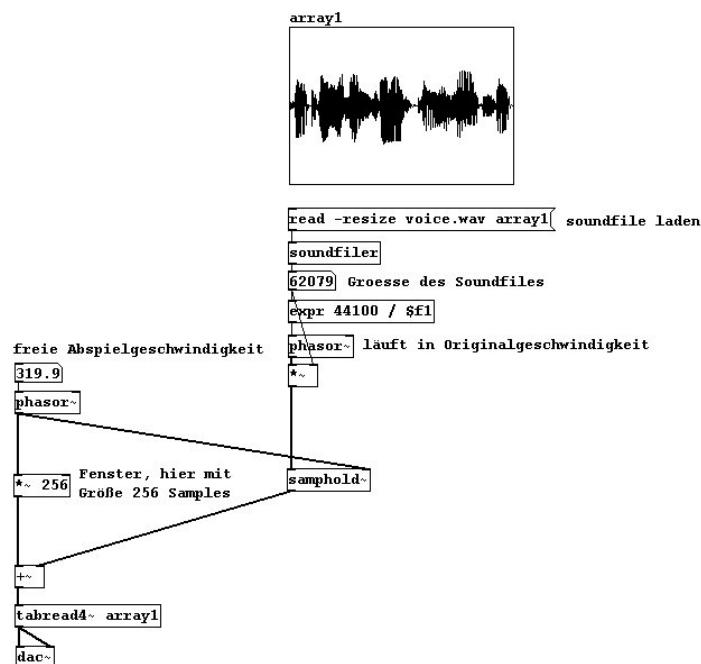 array1
read -resize voice.wav array1
soundfile laden
soundfiler
62079
Groesse des Soundfiles
expr 44100 / $f1
freie Abspielgeschwindigkeit
phasor~
läuft in Originalgeschwindigkeit
319.9
*~
phasor~
*~ 256
Fenster, hier mit
Größe 256 Samples
samphold~
+~
tabread4~ array1
dac~